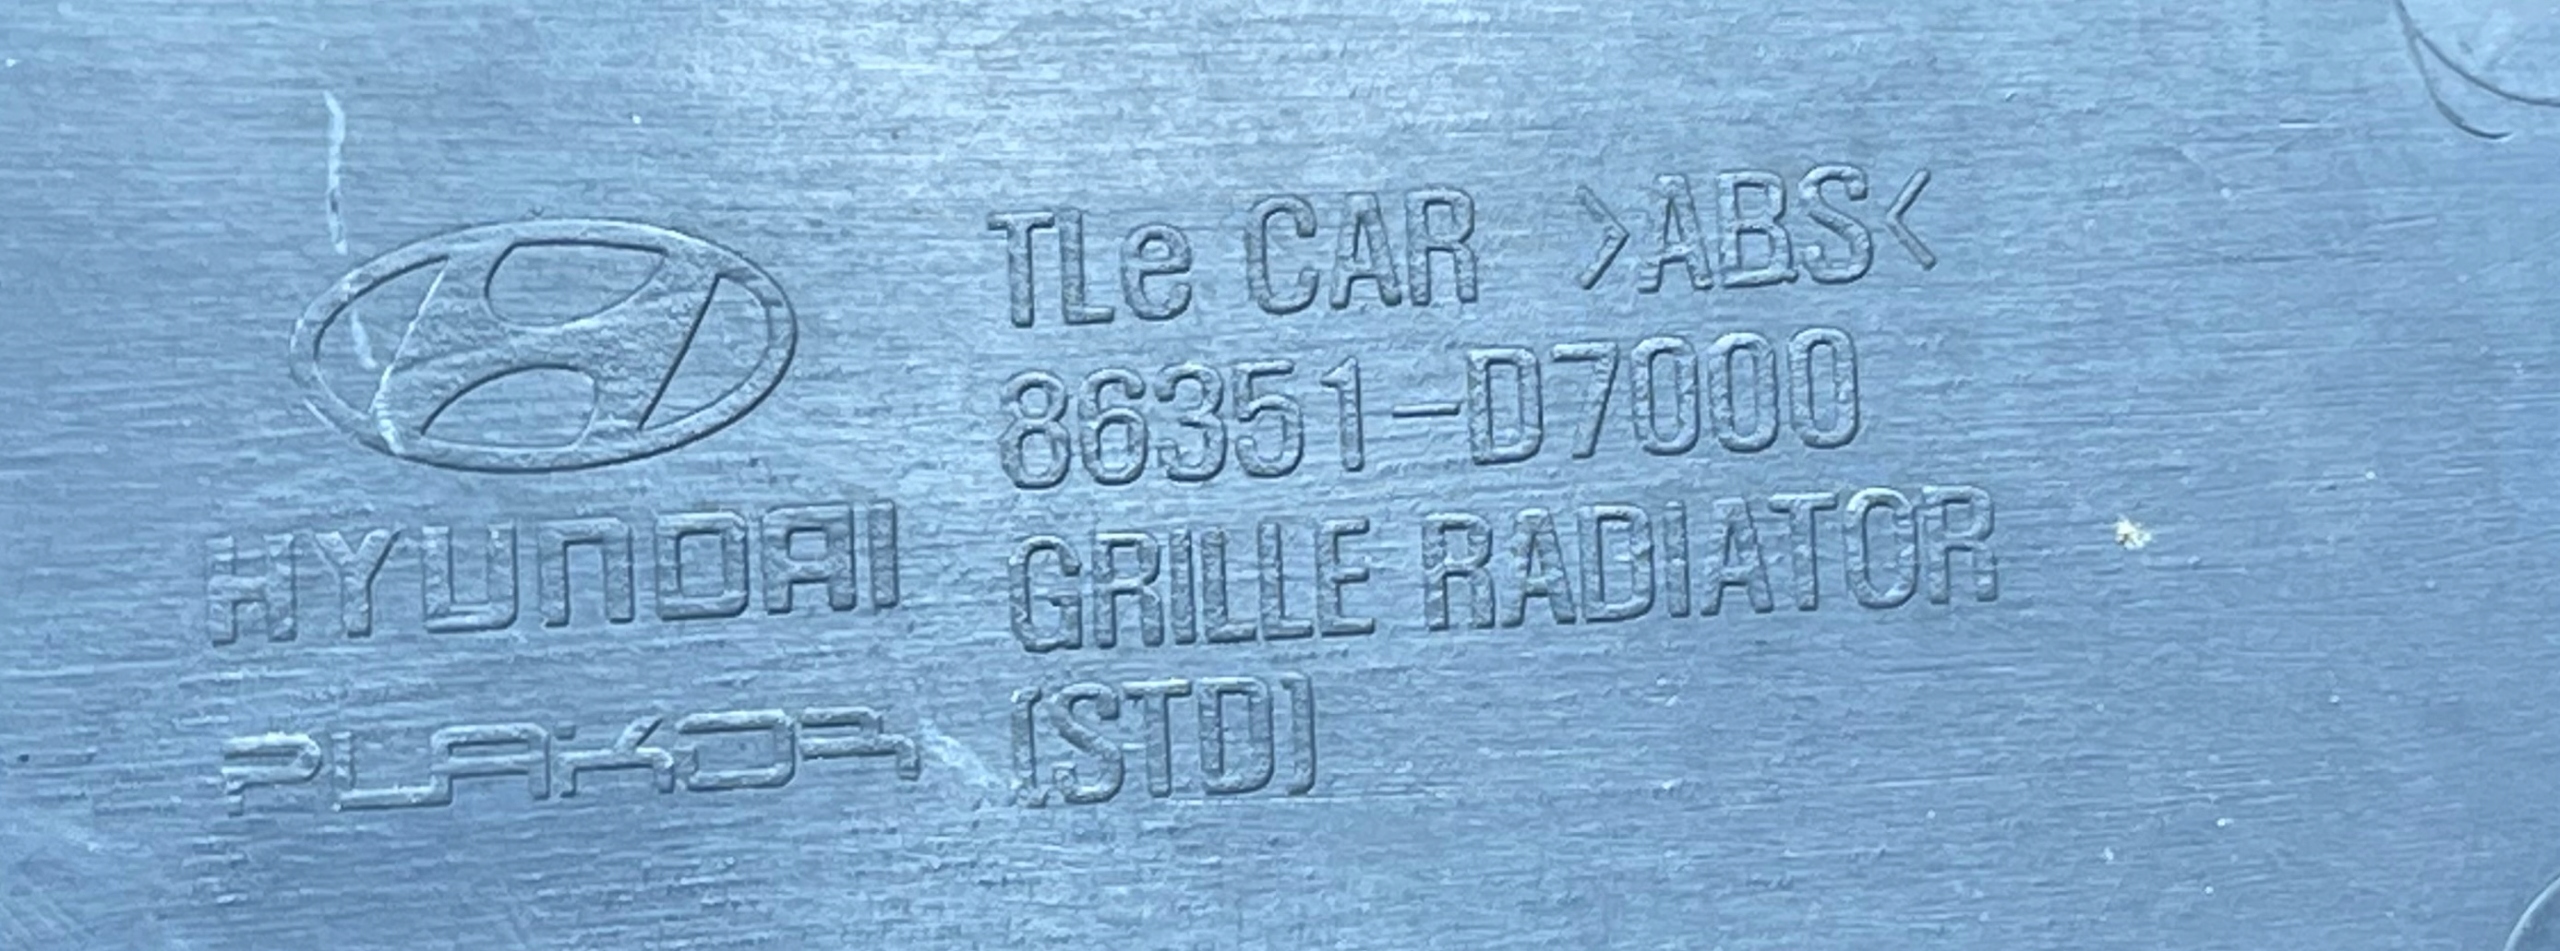 TLe CAR >ABS<
86351-D7000
HYUNDAI
GRILLE RADIATOR
PLAKOR
(STD)